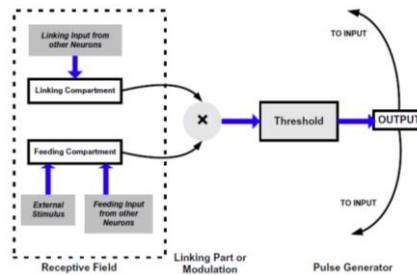 Linking Input from
other Neurons
TO INPUT
Linking Compartment
×
Threshold
OUTPUT
Feeding Compartment
External
Stimulus
Feeding Input
from other
Neurons
TO INPUT
Receptive Field
Linking Part or
Modulation
Pulse Generator